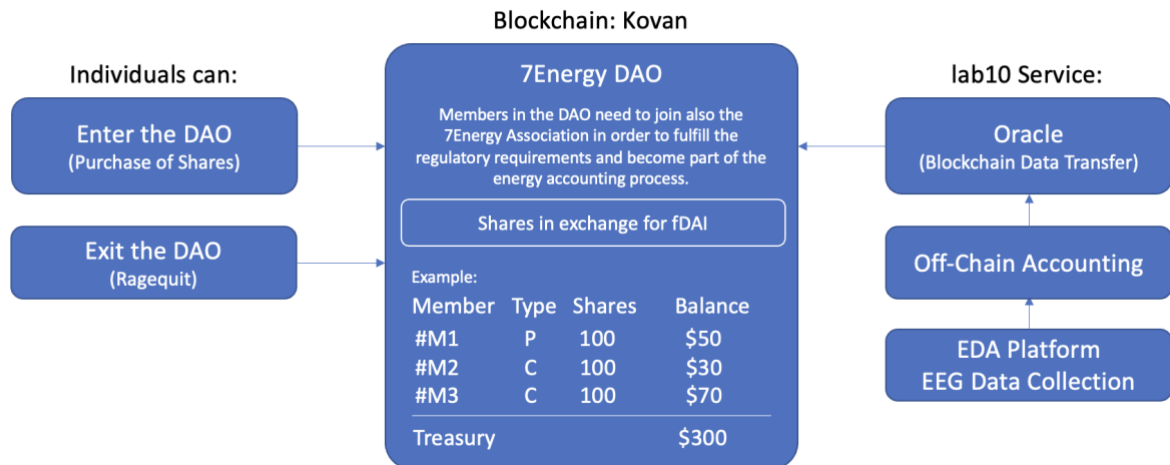 Blockchain: Kovan
Individuals can:
Enter the DAO
(Purchase of Shares)
Exit the DAO
(Ragequit)
7Energy DAO
Members in the DAO need to join also the
7Energy Association in order to fulfill the
regulatory requirements and become part of the
energy accounting process.
Shares in exchange for fDAI
Example:
Member Type Shares Balance
#M1 P 100 $50
#M2 C 100 $30
#M3 C 100 $70
Treasury $300
lab10 Service:
Oracle
(Blockchain Data Transfer)
Off-Chain Accounting
EDA Platform
EEG Data Collection